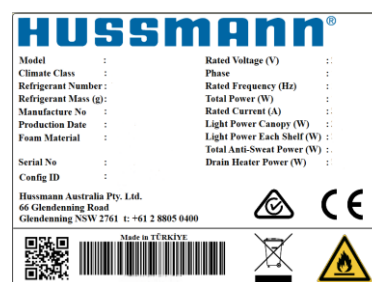 HUSSMANN®
Model :
Climate Class :
Refrigerant Number :
Refrigerant Mass (g) :
Manufacture No :
Production Date :
Foam Material :
Serial No :
Config ID :
Rated Voltage (V) :
Phase :
Rated Frequency (Hz) :
Total Power (W) :
Rated Current (A) :
Light Power Canopy (W) :
Light Power Each Shelf (W) :
Total Anti-Sweat Power (W) :
Drain Heater Power (W) :
Hussmann Australia Pty. Ltd.
66 Glendenning Road
Glendenning NSW 2761 t: +61 2 8805 0400
CE
Made in TÜRKİYE